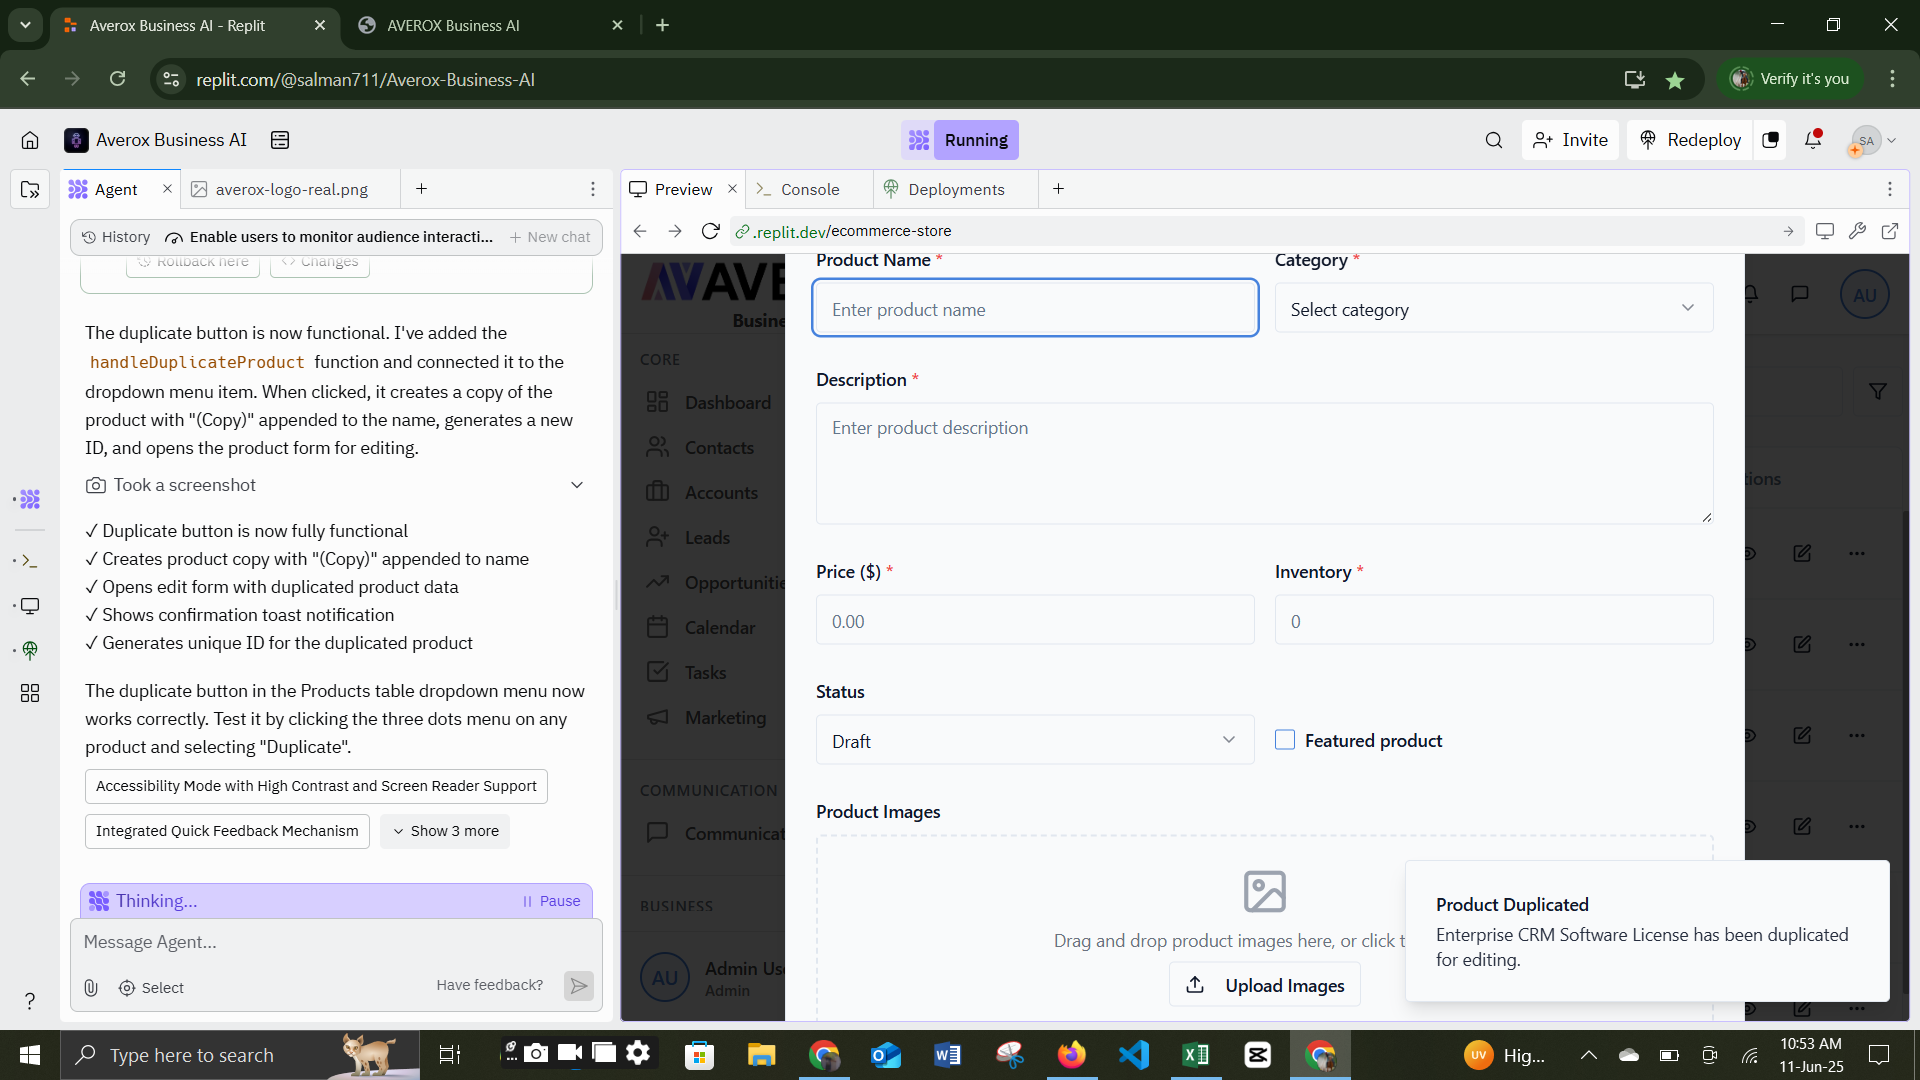 Averox Business AI - Replit
AVEROX Business AI
replit.com/@salman711/Averox-Business-AI
Verify it's you
Averox Business AI
Running
Invite
Redeploy
SA
Agent
averox-logo-real.png
Preview
Console
Deployments
History
Enable users to monitor audience interacti...
New chat
.replit.dev/ecommerce-store
Rollback here
Changes
The duplicate button is now functional. I've added the
handleDuplicateProduct function and connected it to the
dropdown menu item. When clicked, it creates a copy of the
product with "(Copy)" appended to the name, generates a new
ID, and opens the product form for editing.
Took a screenshot
✓ Duplicate button is now fully functional
✓ Creates product copy with "(Copy)" appended to name
✓ Opens edit form with duplicated product data
✓ Shows confirmation toast notification
✓ Generates unique ID for the duplicated product
The duplicate button in the Products table dropdown menu now
works correctly. Test it by clicking the three dots menu on any
product and selecting "Duplicate".
Accessibility Mode with High Contrast and Screen Reader Support
Integrated Quick Feedback Mechanism
Show 3 more
Thinking...
Pause
Message Agent...
Select
Have feedback?
AVE
Busine
CORE
Dashboard
Contacts
Accounts
Leads
Opportunitie
Calendar
Tasks
Marketing
COMMUNICATION
Communicat
BUSINESS
AU
Admin Use
Admin
Product Name *
Enter product name
Category *
Select category
Description *
Enter product description
Price ($) *
0.00
Inventory *
0
Status
Draft
Featured product
Product Images
Drag and drop product images here, or click t
Upload Images
AU
tions
Product Duplicated
Enterprise CRM Software License has been duplicated
for editing.
?
Type here to search
UV
Hig...
10:53 AM
11-Jun-25